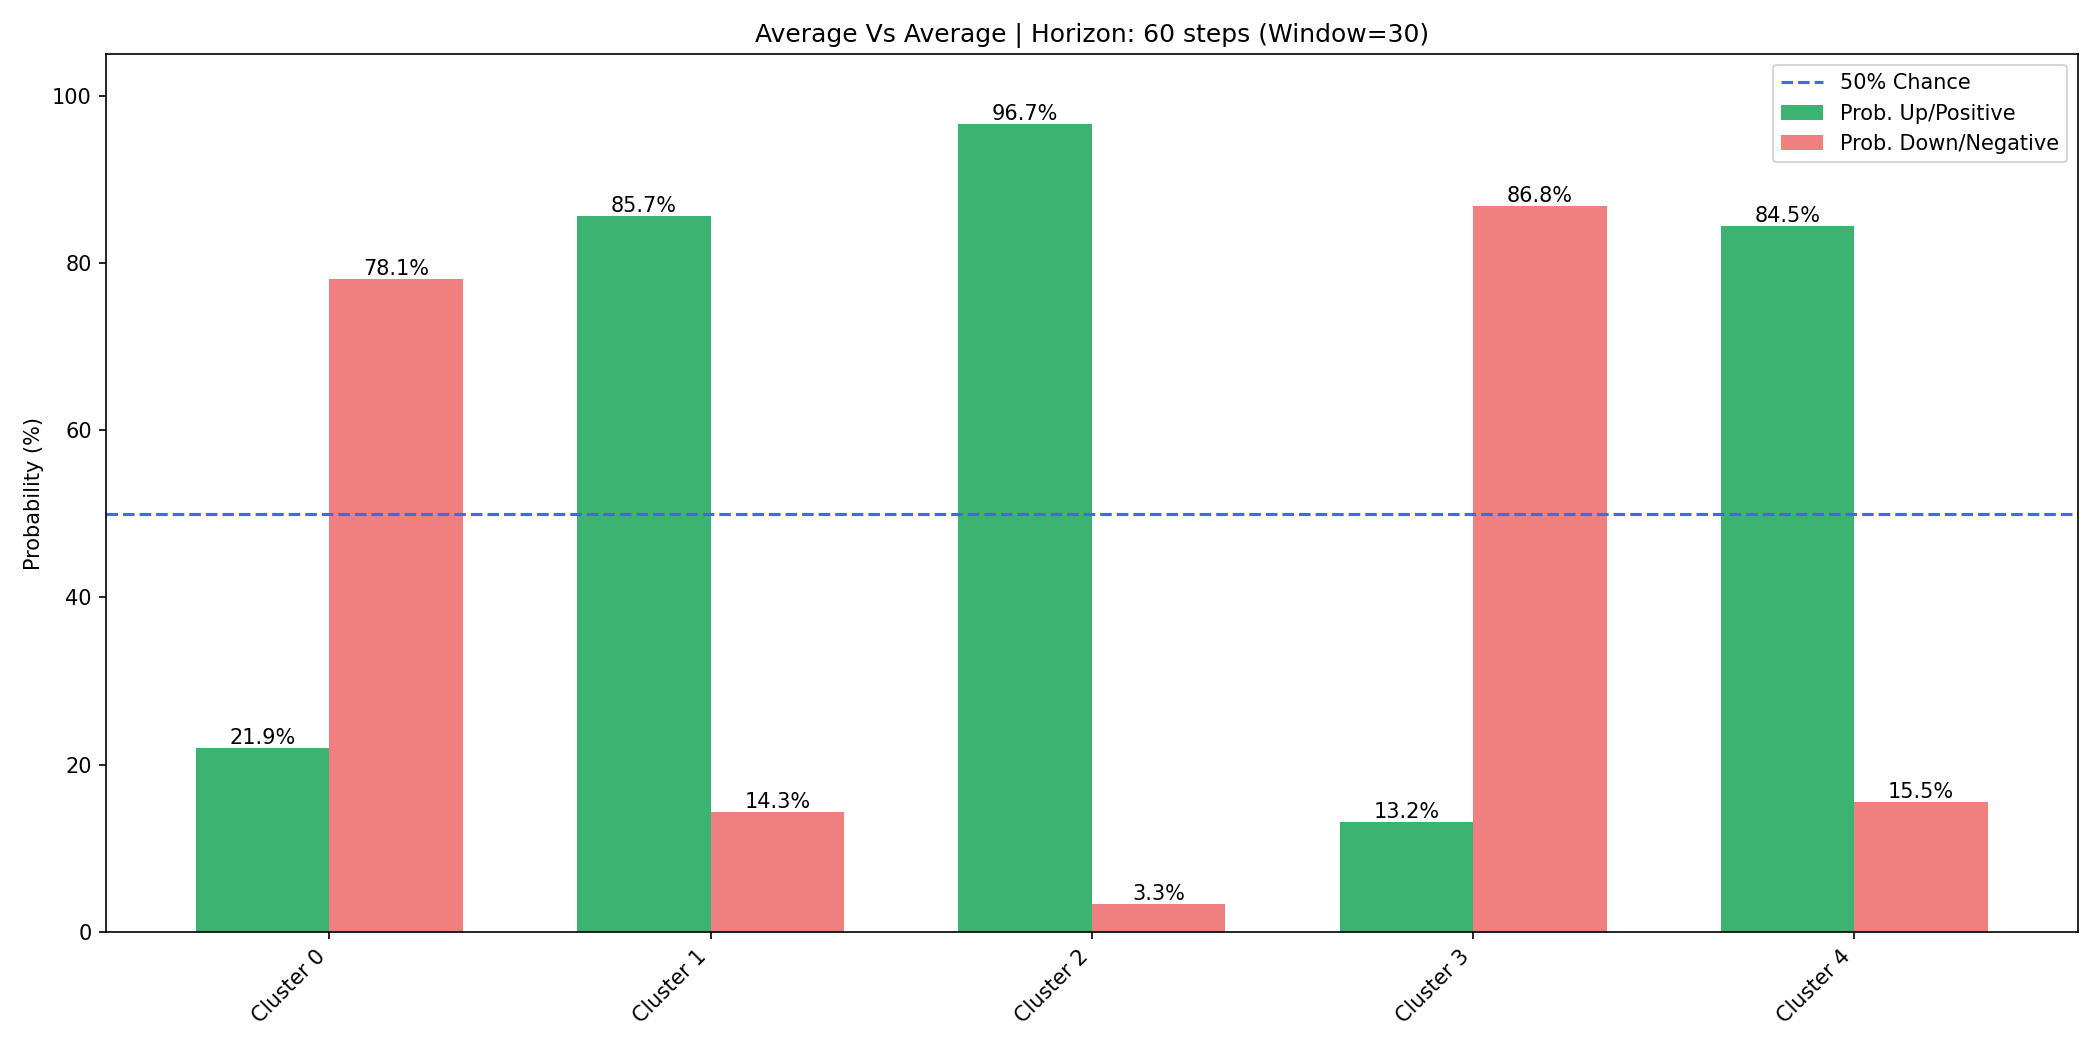 Average Vs Average | Horizon: 60 steps (Window=30)
50% Chance
Prob. Up/Positive
Prob. Down/Negative
Probability (%)
100
80
60
40
20
0
21.9%
78.1%
85.7%
14.3%
96.7%
3.3%
13.2%
86.8%
84.5%
15.5%
Cluster 0
Cluster 1
Cluster 2
Cluster 3
Cluster 4